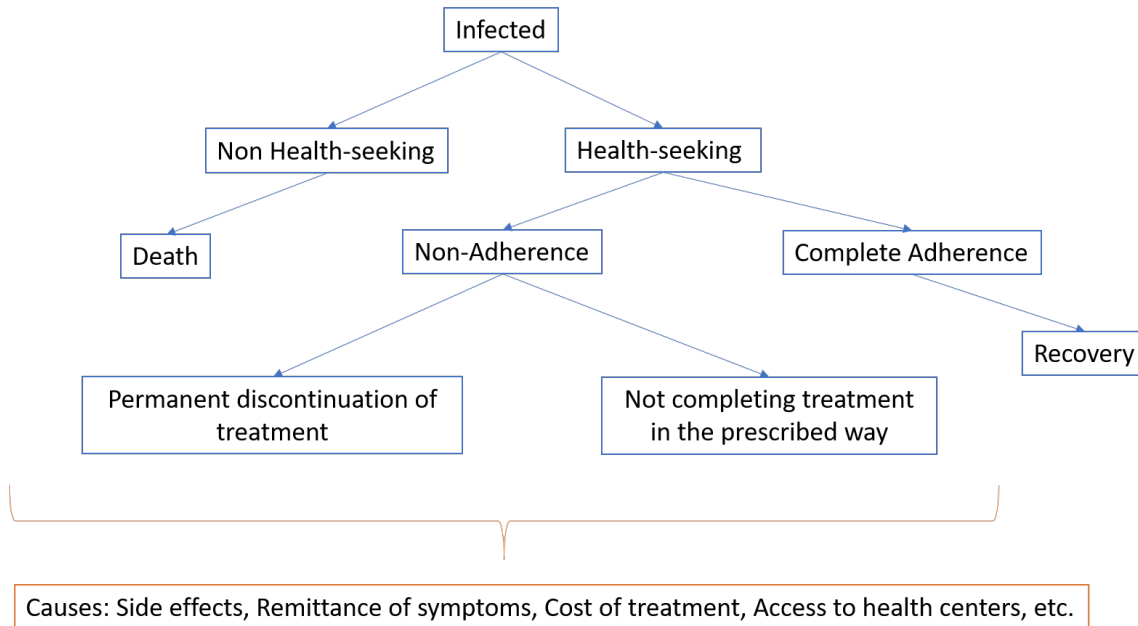 Infected
Non Health-seeking
Health-seeking
Death
Non-Adherence
Complete Adherence
Recovery
Permanent discontinuation of
treatment
Not completing treatment
in the prescribed way
Causes: Side effects, Remittance of symptoms, Cost of treatment, Access to health centers, etc.